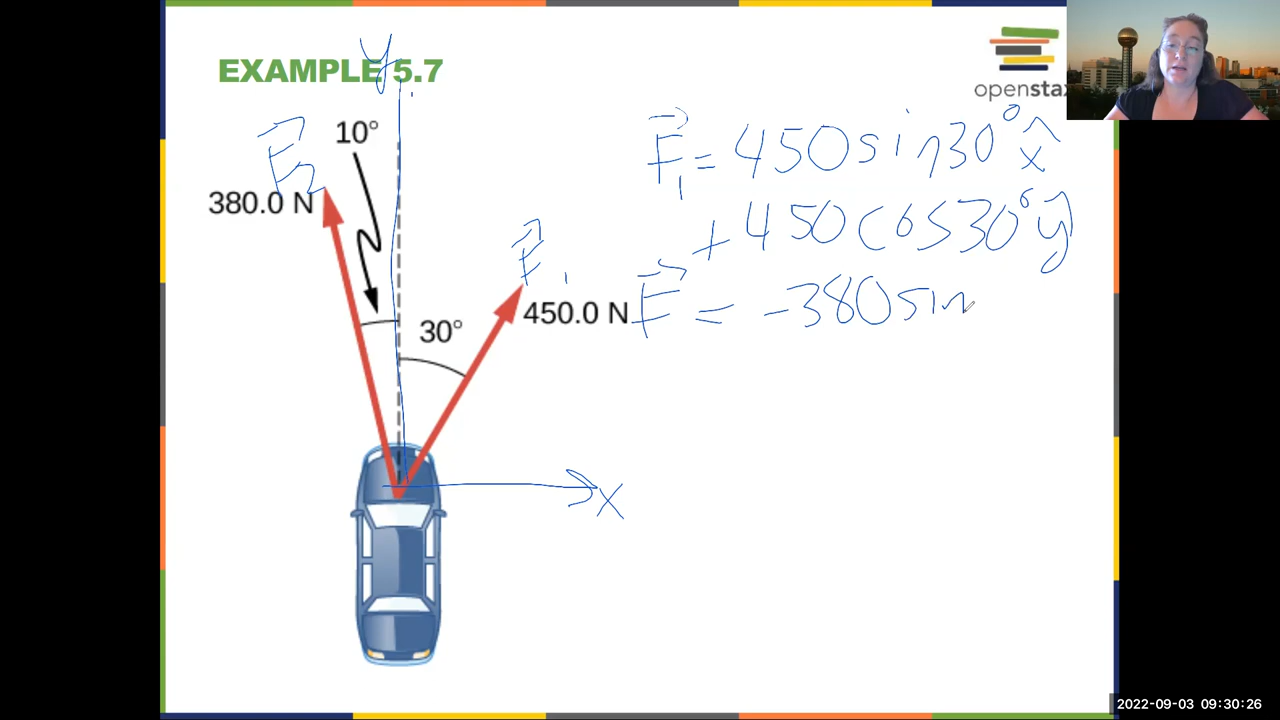 EXAMPLE 5.7
y
openstax
10°
F₂
380.0 N
F₁
450.0 N
30°
x
F₁ = 450 sin 30° x̂
+ 450 cos 30° ŷ
F = -380 sin
2022-09-03 09:30:26